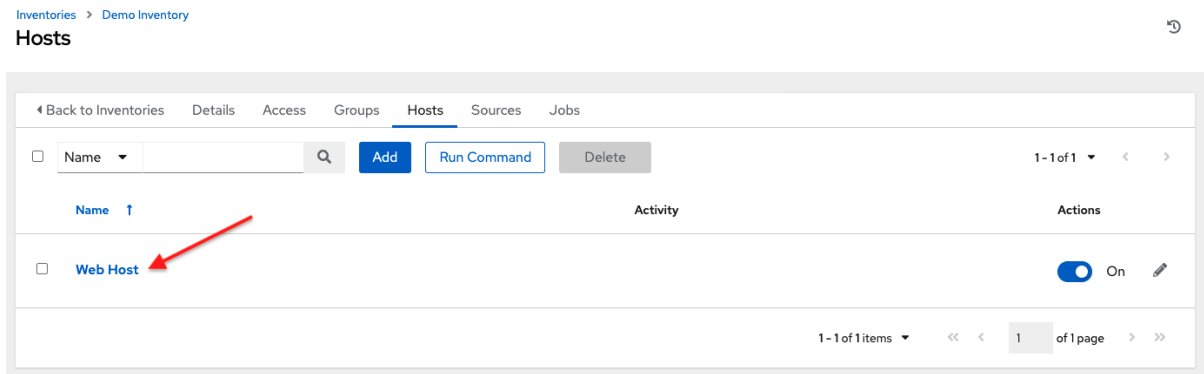 Inventories > Demo Inventory
Hosts
Back to Inventories Details Access Groups Hosts Sources Jobs
Name Add Run Command Delete 1 - 1 of 1
Name Activity Actions
Web Host On
1 - 1 of 1 items 1 of 1 page